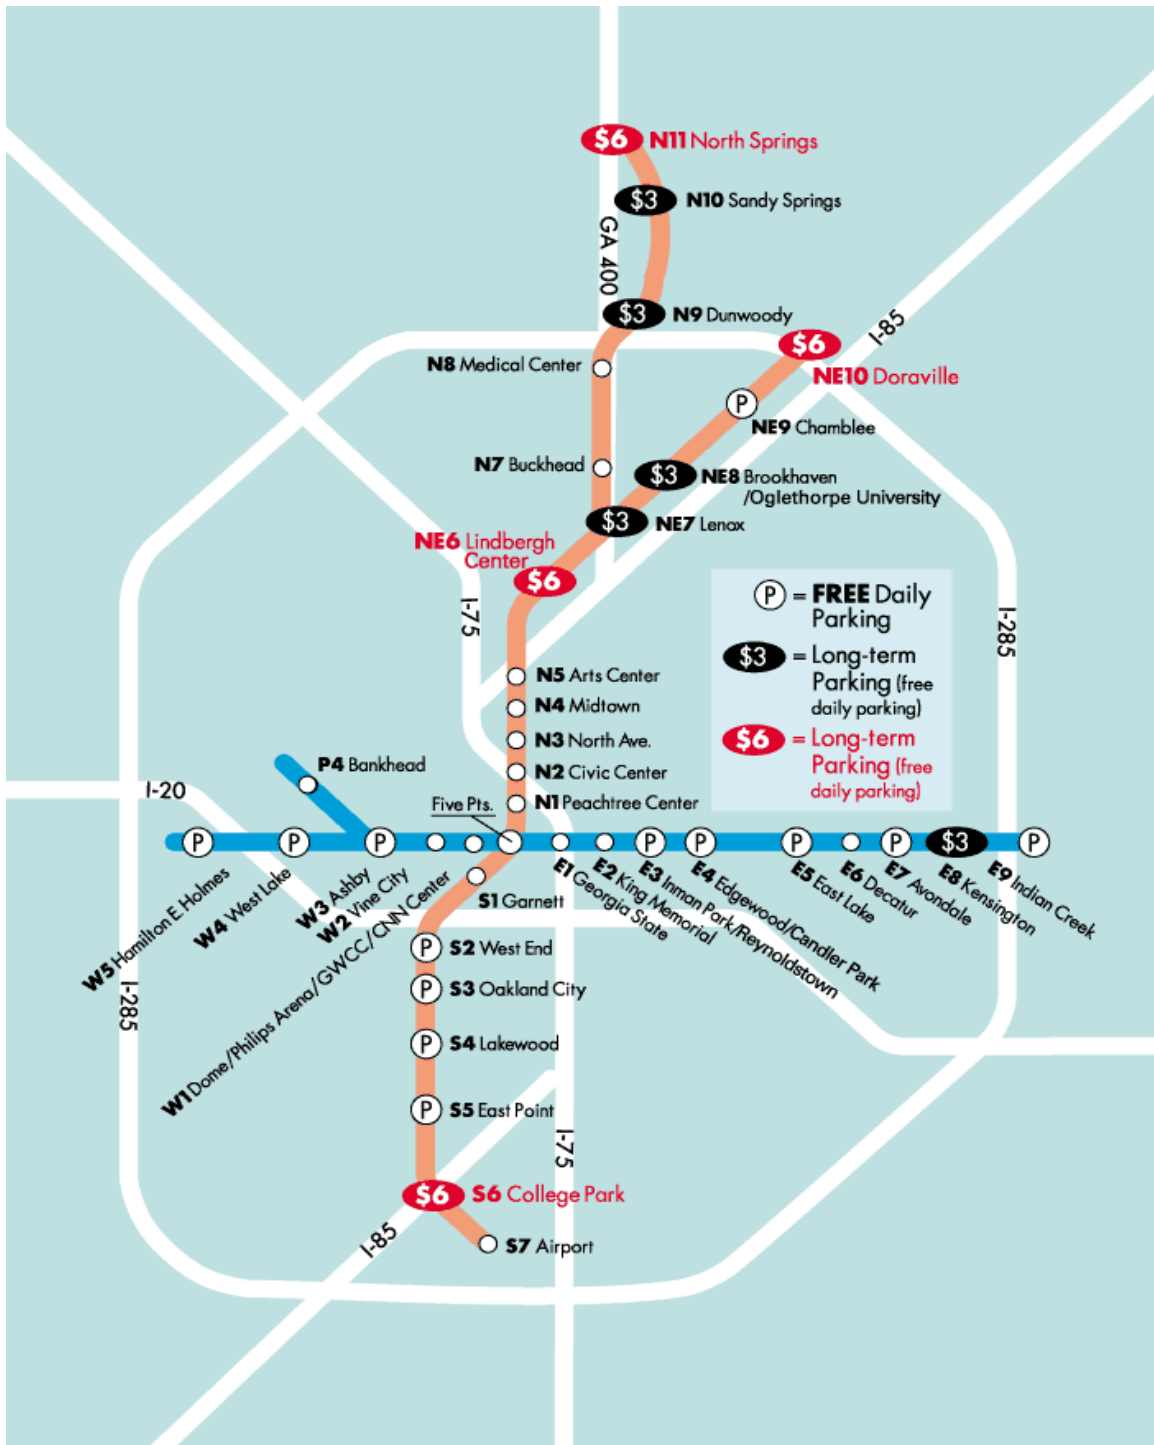 $6 N11 North Springs
$3 N10 Sandy Springs
GA 400
$3 N9 Dunwoody
I-85
$6
NE10 Doraville
N8 Medical Center
P
NE9 Chamblee
N7 Buckhead
$3 NE8 Brookhaven
/Oglethorpe University
$3 NE7 Lenox
NE6 Lindbergh
Center
$6
I-75
I-285
P = FREE Daily
Parking
$3 = Long-term
Parking (free
daily parking)
$6 = Long-term
Parking (free
daily parking)
N5 Arts Center
N4 Midtown
N3 North Ave.
N2 Civic Center
N1 Peachtree Center
P4 Bankhead
I-20
Five Pts.
P
P
P
P
P
P
P
$3
P
W5 Hamilton E. Holmes
W4 West Lake
W3 Ashby
W2 Vine City
W1 Dome/Philips Arena/GWCC/CNN Center
E1 Georgia State
E2 King Memorial
E3 Inman Park/Reynoldstown
E4 Edgewood/Candler Park
E5 East Lake
E6 Decatur
E7 Avondale
E8 Kensington
E9 Indian Creek
S1 Garnett
P S2 West End
P S3 Oakland City
I-285
P S4 Lakewood
P S5 East Point
I-75
$6 S6 College Park
I-85
S7 Airport